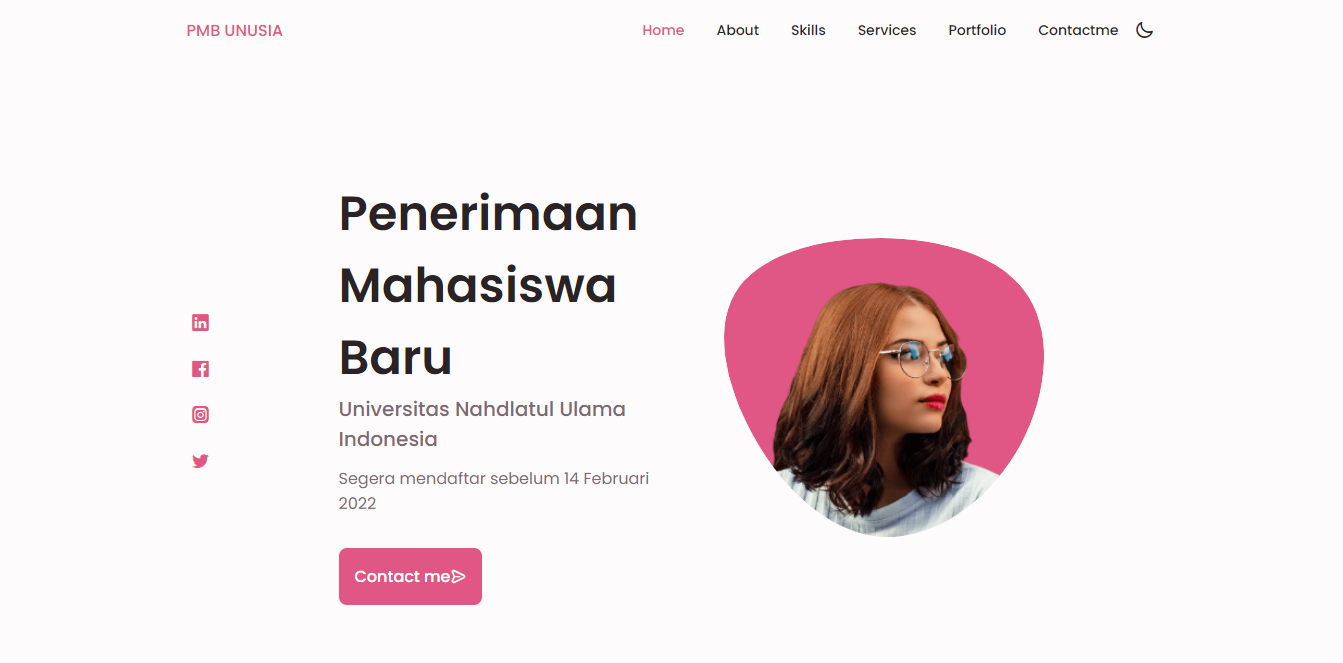 PMB UNUSIA
Home About Skills Services Portfolio Contactme
Penerimaan
Mahasiswa
Baru
Universitas Nahdlatul Ulama
Indonesia
Segera mendaftar sebelum 14 Februari
2022
Contact me